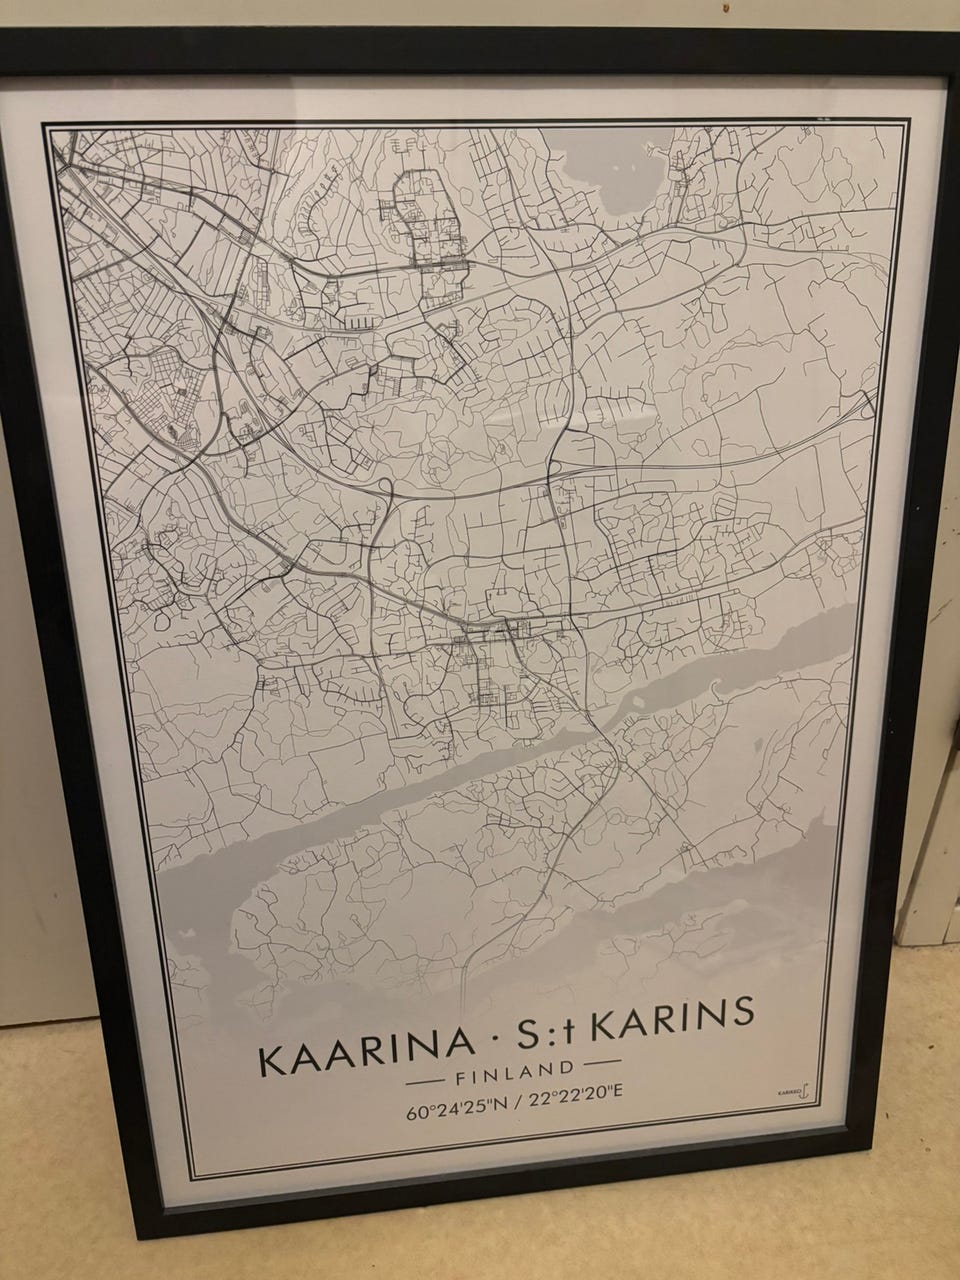 KAARINA · S:t KARINS
FINLAND
60°24'25"N / 22°22'20"E